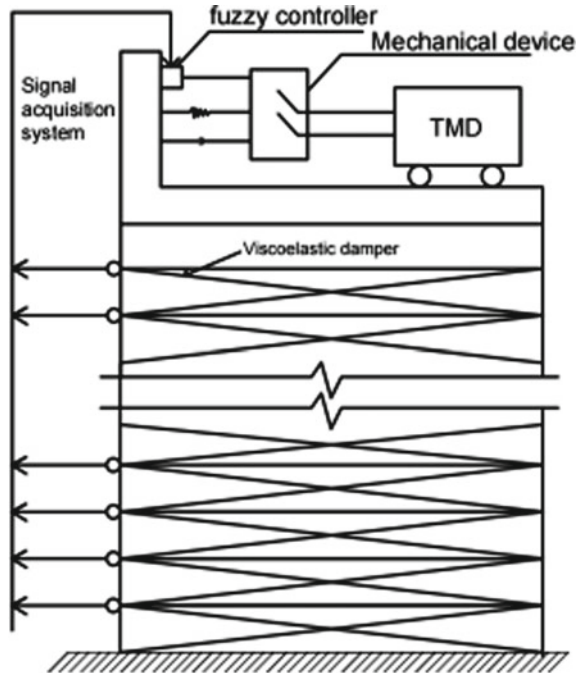 fuzzy controller
Mechanical device
Signal
acquisition
system
TMD
Viscoelastic damper